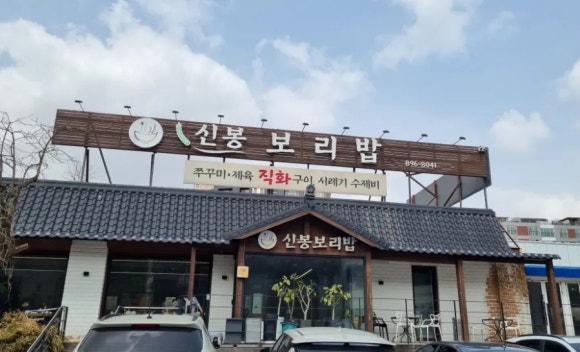 신봉 보리밥
896-8041
쭈꾸미·제육 직화구이 시레기 수제비
신봉보리밥